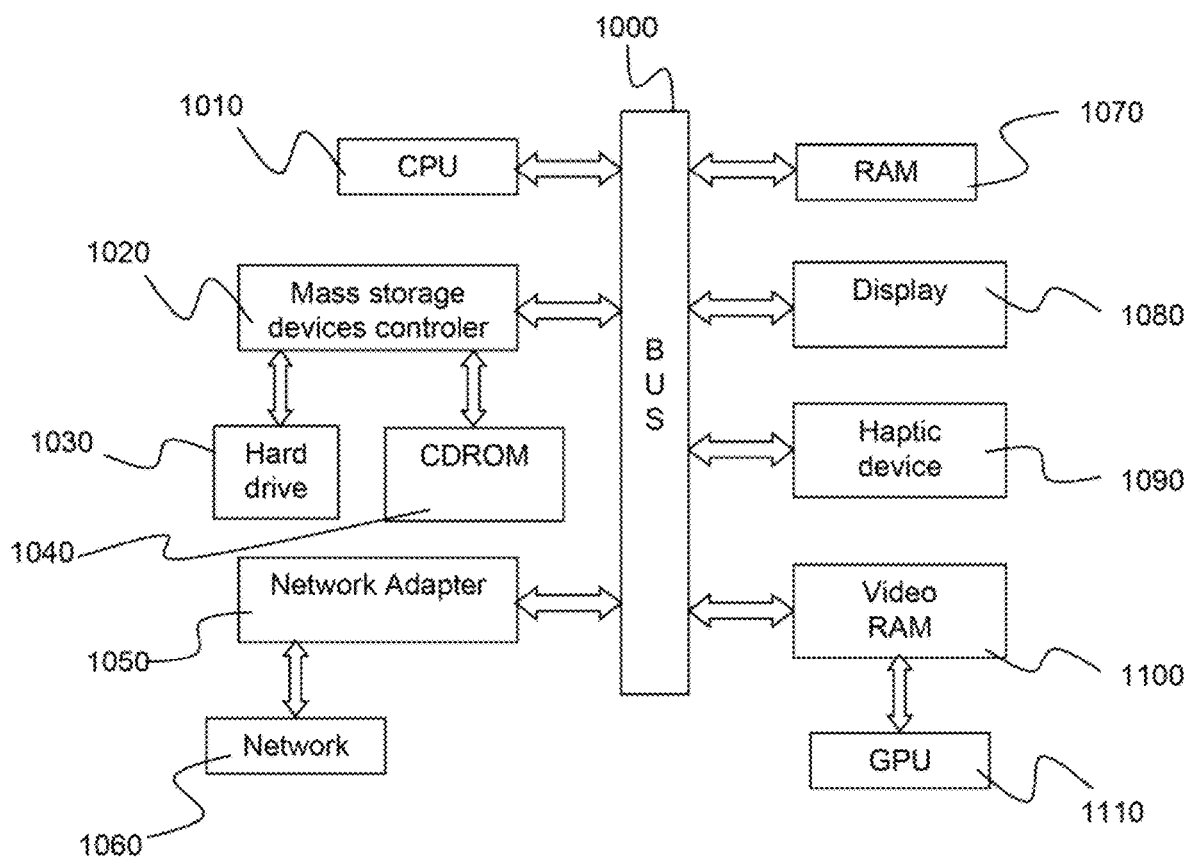 1000
1010
CPU
RAM
1070
1020
Mass storage
devices controler
Display
1080
B
U
S
1030
Hard
drive
CDROM
Haptic
device
1090
1040
Network Adapter
1050
Video
RAM
1100
Network
1060
GPU
1110